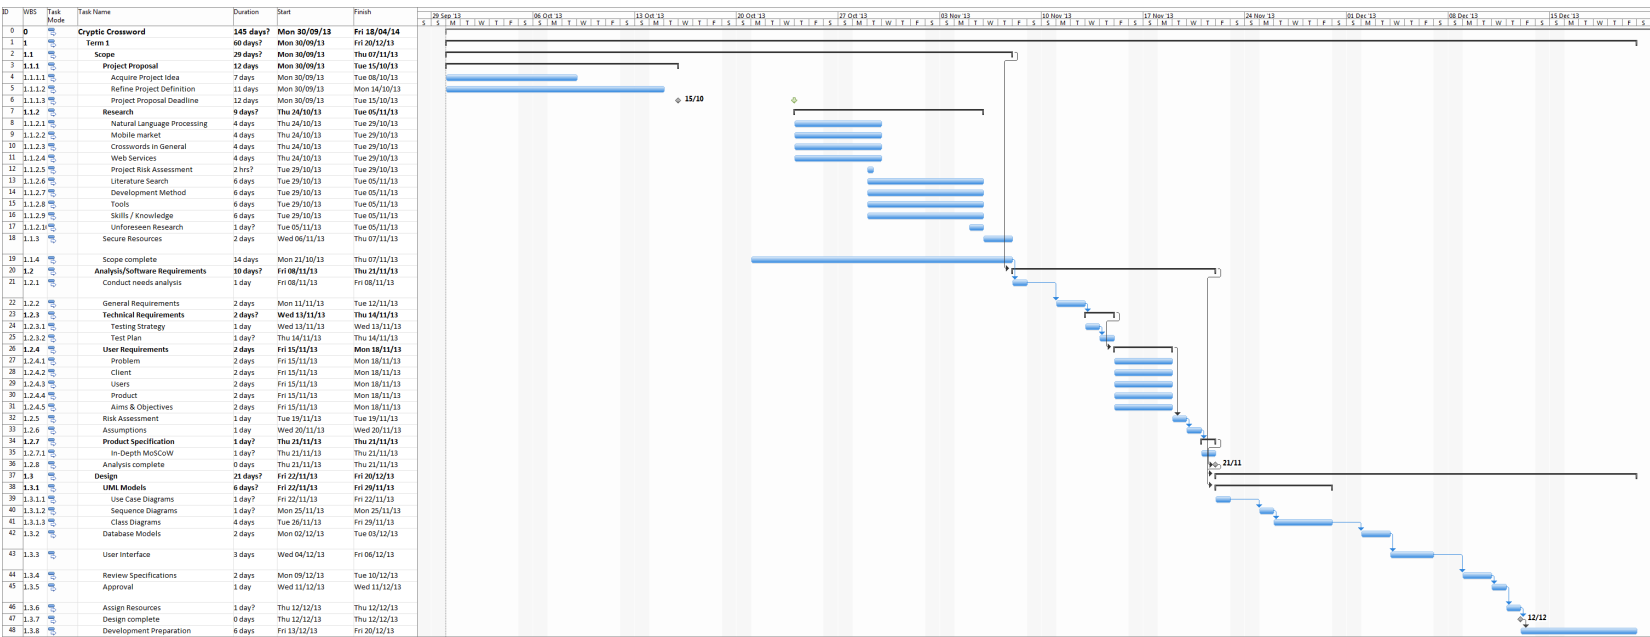 ID WBS Task Mode Task Name Duration Start Finish
29 Sep '13 06 Oct '13 13 Oct '13 20 Oct '13 27 Oct '13 03 Nov '13 10 Nov '13 17 Nov '13 24 Nov '13 01 Dec '13 08 Dec '13 15 Dec '13
S M T W T F S S M T W T F S S M T W T F S S M T W T F S S M T W T F S S M T W T F S S M T W T F S S M T W T F S S M T W T F S S M T W T F S S M T W T F S S M T W T F S
0 0 Cryptic Crossword 145 days? Mon 30/09/13 Fri 18/04/14
1 1 Term 1 60 days? Mon 30/09/13 Fri 20/12/13
2 1.1 Scope 29 days? Mon 30/09/13 Thu 07/11/13
3 1.1.1 Project Proposal 12 days Mon 30/09/13 Tue 15/10/13
4 1.1.1.1 Acquire Project Idea 7 days Mon 30/09/13 Tue 08/10/13
5 1.1.1.2 Refine Project Definition 11 days Mon 30/09/13 Mon 14/10/13
6 1.1.1.3 Project Proposal Deadline 12 days Mon 30/09/13 Tue 15/10/13 15/10
7 1.1.2 Research 9 days? Thu 24/10/13 Tue 05/11/13
8 1.1.2.1 Natural Language Processing 4 days Thu 24/10/13 Tue 29/10/13
9 1.1.2.2 Mobile market 4 days Thu 24/10/13 Tue 29/10/13
10 1.1.2.3 Crosswords in General 4 days Thu 24/10/13 Tue 29/10/13
11 1.1.2.4 Web Services 4 days Thu 24/10/13 Tue 29/10/13
12 1.1.2.5 Project Risk Assessment 2 hrs? Tue 29/10/13 Tue 29/10/13
13 1.1.2.6 Literature Search 6 days Tue 29/10/13 Tue 05/11/13
14 1.1.2.7 Development Method 6 days Tue 29/10/13 Tue 05/11/13
15 1.1.2.8 Tools 6 days Tue 29/10/13 Tue 05/11/13
16 1.1.2.9 Skills / Knowledge 6 days Tue 29/10/13 Tue 05/11/13
17 1.1.2.1 Unforeseen Research 1 day? Tue 05/11/13 Tue 05/11/13
18 1.1.3 Secure Resources 2 days Wed 06/11/13 Thu 07/11/13
19 1.1.4 Scope complete 14 days Mon 21/10/13 Thu 07/11/13
20 1.2 Analysis/Software Requirements 10 days? Fri 08/11/13 Thu 21/11/13
21 1.2.1 Conduct needs analysis 1 day Fri 08/11/13 Fri 08/11/13
22 1.2.2 General Requirements 2 days Mon 11/11/13 Tue 12/11/13
23 1.2.3 Technical Requirements 2 days? Wed 13/11/13 Thu 14/11/13
24 1.2.3.1 Testing Strategy 1 day Wed 13/11/13 Wed 13/11/13
25 1.2.3.2 Test Plan 1 day? Thu 14/11/13 Thu 14/11/13
26 1.2.4 User Requirements 2 days Fri 15/11/13 Mon 18/11/13
27 1.2.4.1 Problem 2 days Fri 15/11/13 Mon 18/11/13
28 1.2.4.2 Client 2 days Fri 15/11/13 Mon 18/11/13
29 1.2.4.3 Users 2 days Fri 15/11/13 Mon 18/11/13
30 1.2.4.4 Product 2 days Fri 15/11/13 Mon 18/11/13
31 1.2.4.5 Aims & Objectives 2 days Fri 15/11/13 Mon 18/11/13
32 1.2.5 Risk Assessment 1 day Tue 19/11/13 Tue 19/11/13
33 1.2.6 Assumptions 1 day Wed 20/11/13 Wed 20/11/13
34 1.2.7 Product Specification 1 day? Thu 21/11/13 Thu 21/11/13
35 1.2.7.1 In-Depth MoSCoW 1 day? Thu 21/11/13 Thu 21/11/13
36 1.2.8 Analysis complete 0 days Thu 21/11/13 Thu 21/11/13 21/11
37 1.3 Design 21 days? Fri 22/11/13 Fri 20/12/13
38 1.3.1 UML Models 6 days? Fri 22/11/13 Fri 29/11/13
39 1.3.1.1 Use Case Diagrams 1 day? Fri 22/11/13 Fri 22/11/13
40 1.3.1.2 Sequence Diagrams 1 day? Mon 25/11/13 Mon 25/11/13
41 1.3.1.3 Class Diagrams 4 days Tue 26/11/13 Fri 29/11/13
42 1.3.2 Database Models 2 days Mon 02/12/13 Tue 03/12/13
43 1.3.3 User Interface 3 days Wed 04/12/13 Fri 06/12/13
44 1.3.4 Review Specifications 2 days Mon 09/12/13 Tue 10/12/13
45 1.3.5 Approval 1 day Wed 11/12/13 Wed 11/12/13
46 1.3.6 Assign Resources 1 day? Thu 12/12/13 Thu 12/12/13
47 1.3.7 Design complete 0 days Thu 12/12/13 Thu 12/12/13 12/12
48 1.3.8 Development Preparation 6 days Fri 13/12/13 Fri 20/12/13